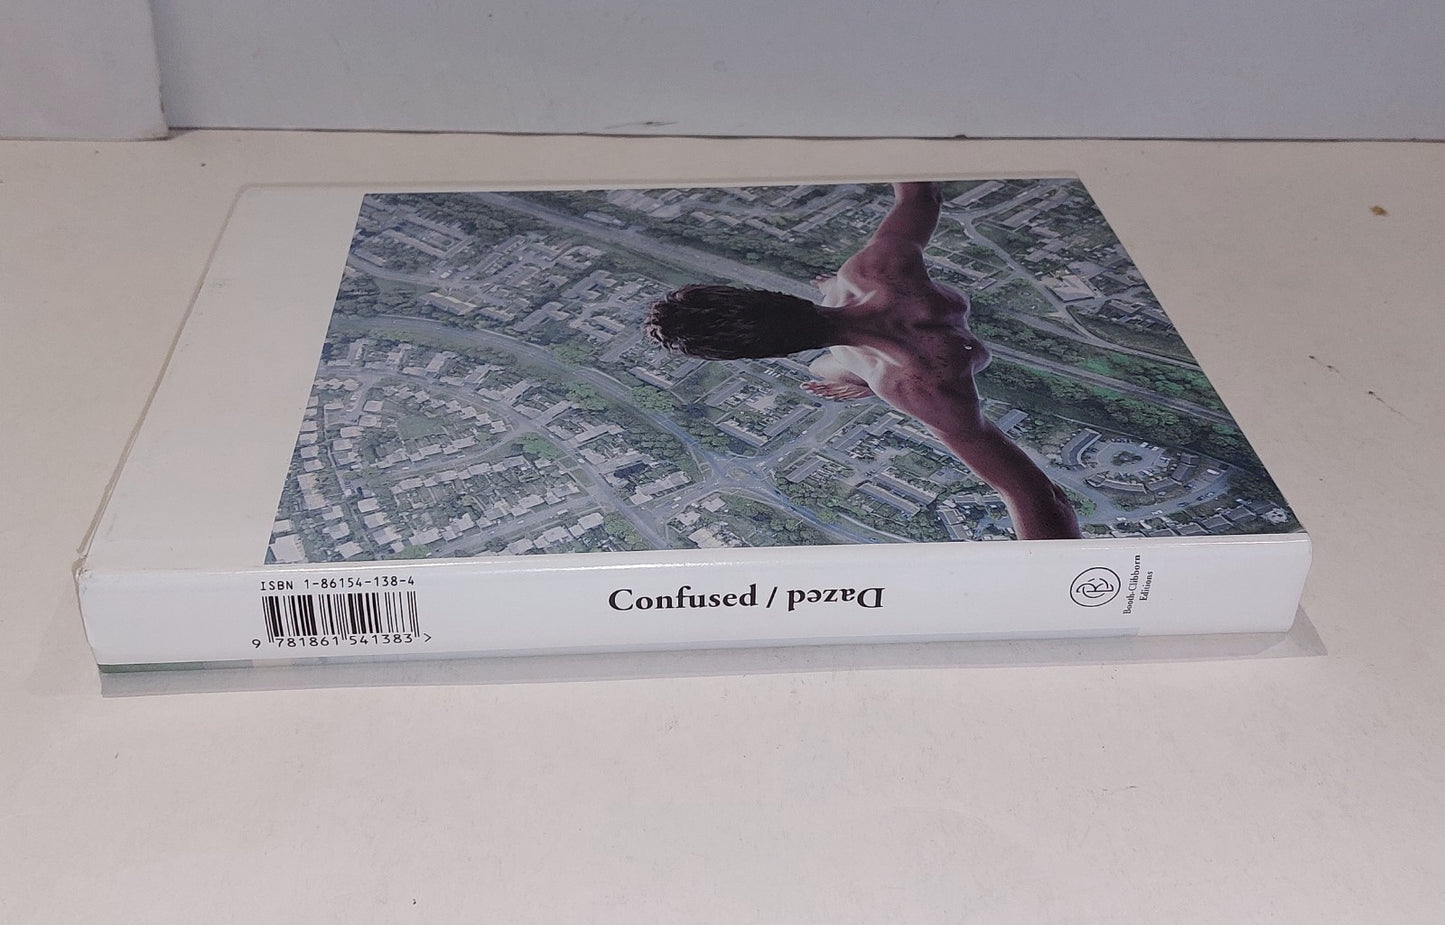 ISBN 1-86154-138-4
9 781861 541383 >
Confused / Dazed
Booth-Clibborn
Editions